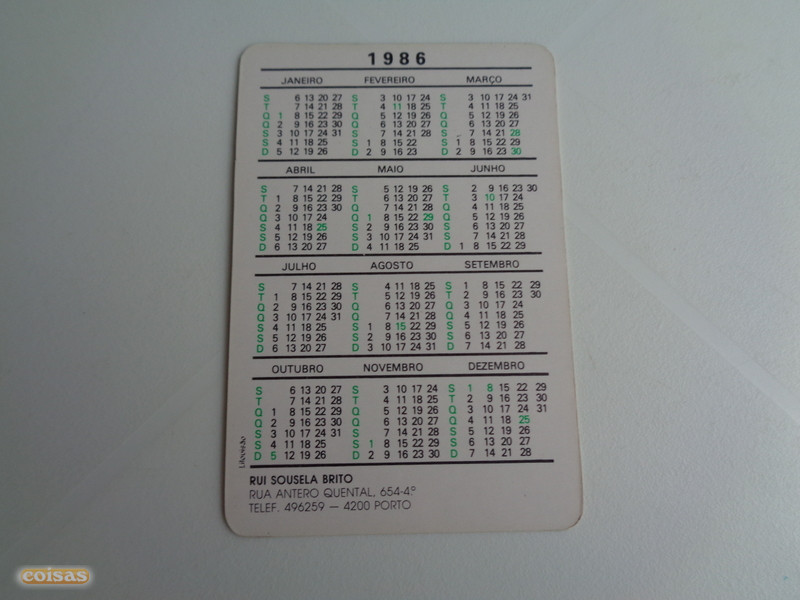 1986
JANEIRO FEVEREIRO MARÇO
S 6 13 20 27 S 3 10 17 24 S 3 10 17 24 31
T 7 14 21 28 T 4 11 18 25 T 4 11 18 25
Q 1 8 15 22 29 Q 5 12 19 26 Q 5 12 19 26
Q 2 9 16 23 30 Q 6 13 20 27 Q 6 13 20 27
S 3 10 17 24 31 S 7 14 21 28 S 7 14 21 28
S 4 11 18 25 S 1 8 15 22 S 1 8 15 22 29
D 5 12 19 26 D 2 9 16 23 D 2 9 16 23 30
ABRIL MAIO JUNHO
S 7 14 21 28 S 5 12 19 26 S 2 9 16 23 30
T 1 8 15 22 29 T 6 13 20 27 T 3 10 17 24
Q 2 9 16 23 30 Q 7 14 21 28 Q 4 11 18 25
Q 3 10 17 24 Q 1 8 15 22 29 Q 5 12 19 26
S 4 11 18 25 S 2 9 16 23 30 S 6 13 20 27
S 5 12 19 26 S 3 10 17 24 31 S 7 14 21 28
D 6 13 20 27 D 4 11 18 25 D 1 8 15 22 29
JULHO AGOSTO SETEMBRO
S 7 14 21 28 S 4 11 18 25 S 1 8 15 22 29
T 1 8 15 22 29 T 5 12 19 26 T 2 9 16 23 30
Q 2 9 16 23 30 Q 6 13 20 27 Q 3 10 17 24
Q 3 10 17 24 31 Q 7 14 21 28 Q 4 11 18 25
S 4 11 18 25 S 1 8 15 22 29 S 5 12 19 26
S 5 12 19 26 S 2 9 16 23 30 S 6 13 20 27
D 6 13 20 27 D 3 10 17 24 31 D 7 14 21 28
OUTUBRO NOVEMBRO DEZEMBRO
S 6 13 20 27 S 3 10 17 24 S 1 8 15 22 29
T 7 14 21 28 T 4 11 18 25 T 2 9 16 23 30
Q 1 8 15 22 29 Q 5 12 19 26 Q 3 10 17 24 31
Q 2 9 16 23 30 Q 6 13 20 27 Q 4 11 18 25
S 3 10 17 24 31 S 7 14 21 28 S 5 12 19 26
S 4 11 18 25 S 1 8 15 22 29 S 6 13 20 27
D 5 12 19 26 D 2 9 16 23 30 D 7 14 21 28
RUI SOUSELA BRITO
RUA ANTERO QUENTAL, 654-4.º
TELEF. 496259 — 4200 PORTO
coisas